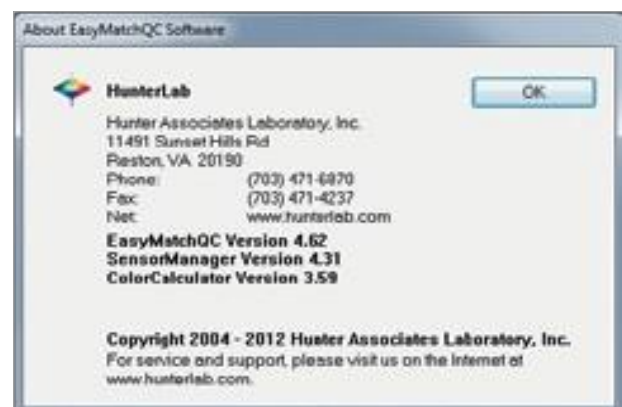 About EasyMatchQC Software
HunterLab
OK
Hunter Associates Laboratory, Inc.
11491 Sunset Hills Rd
Reston, VA 20190
Phone: (703) 471-6870
Fax: (703) 471-4237
Net: www.hunterlab.com
EasyMatchQC Version 4.62
SensorManager Version 4.31
ColorCalculator Version 3.59
Copyright 2004 - 2012 Hunter Associates Laboratory, Inc.
For service and support, please visit us on the Internet at
www.hunterlab.com.